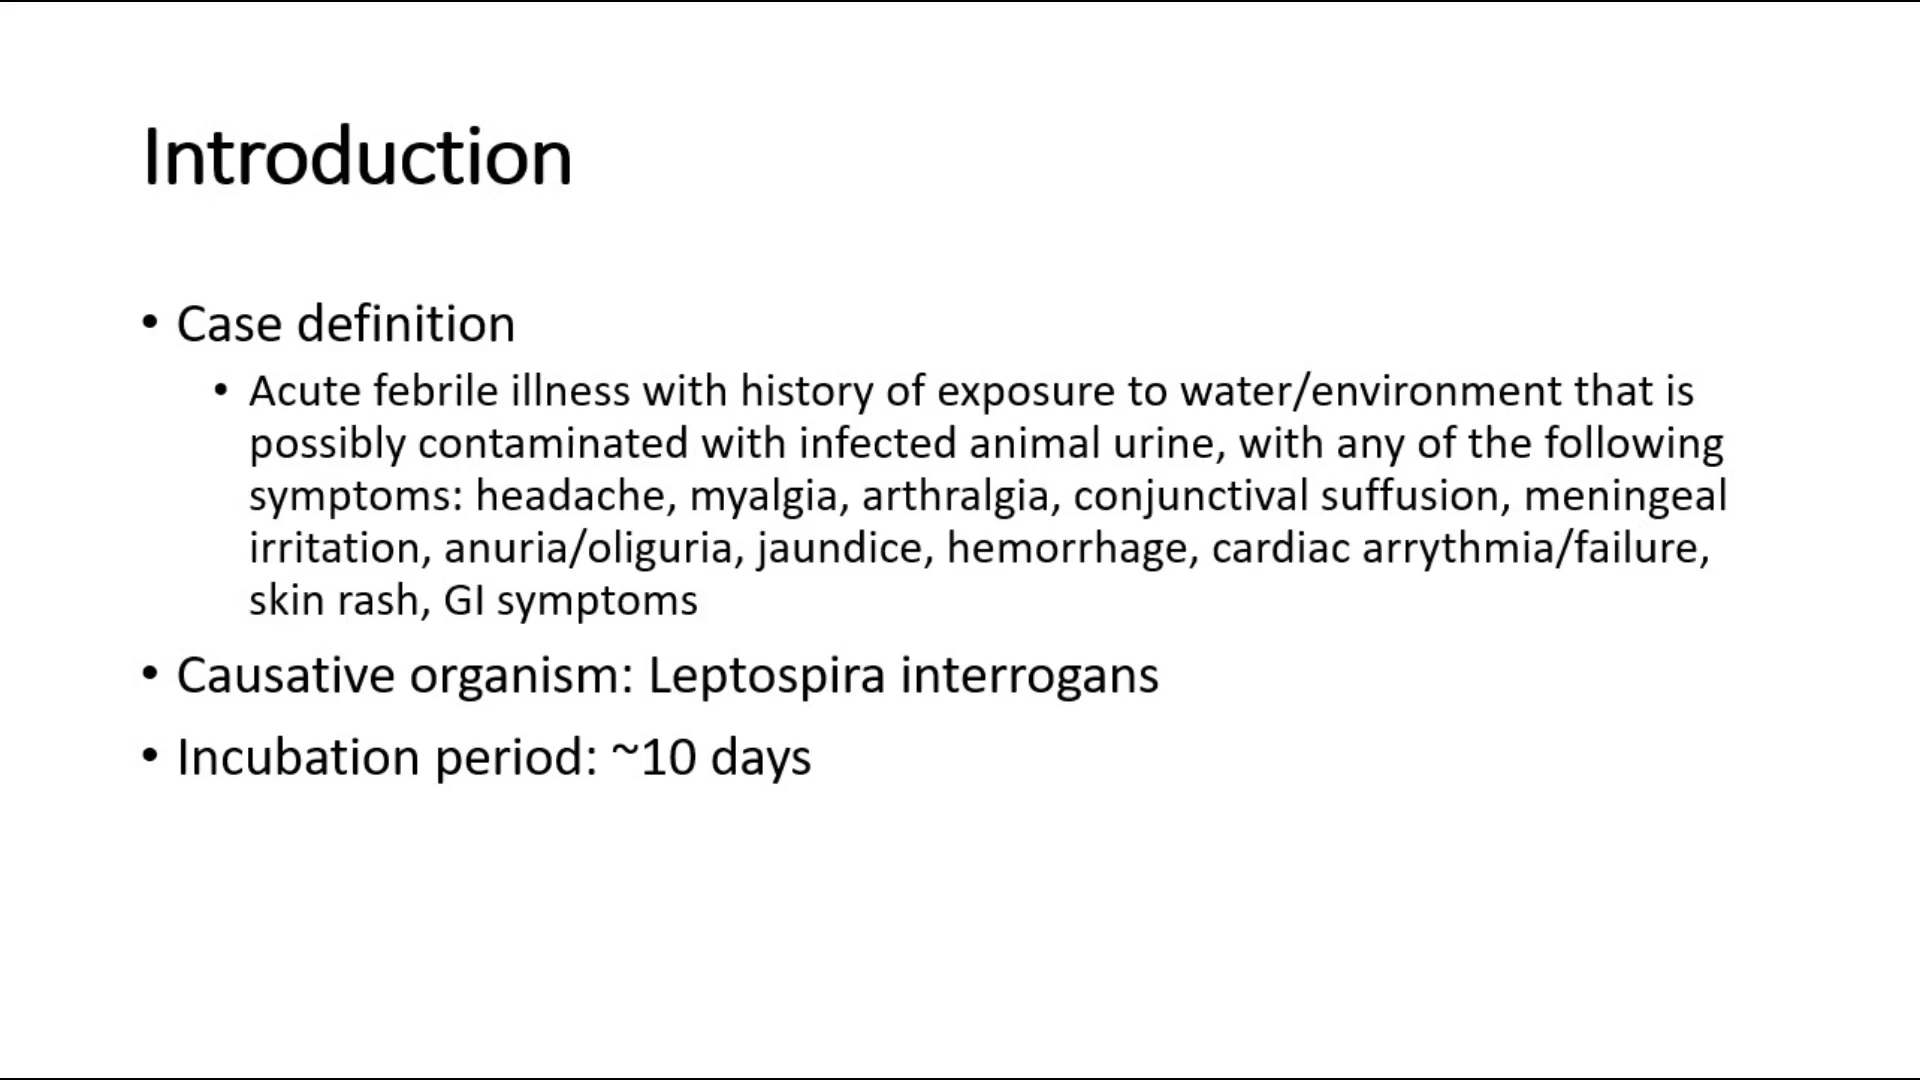 Introduction
• Case definition
• Acute febrile illness with history of exposure to water/environment that is
possibly contaminated with infected animal urine, with any of the following
symptoms: headache, myalgia, arthralgia, conjunctival suffusion, meningeal
irritation, anuria/oliguria, jaundice, hemorrhage, cardiac arrythmia/failure,
skin rash, GI symptoms
• Causative organism: Leptospira interrogans
• Incubation period: ~10 days